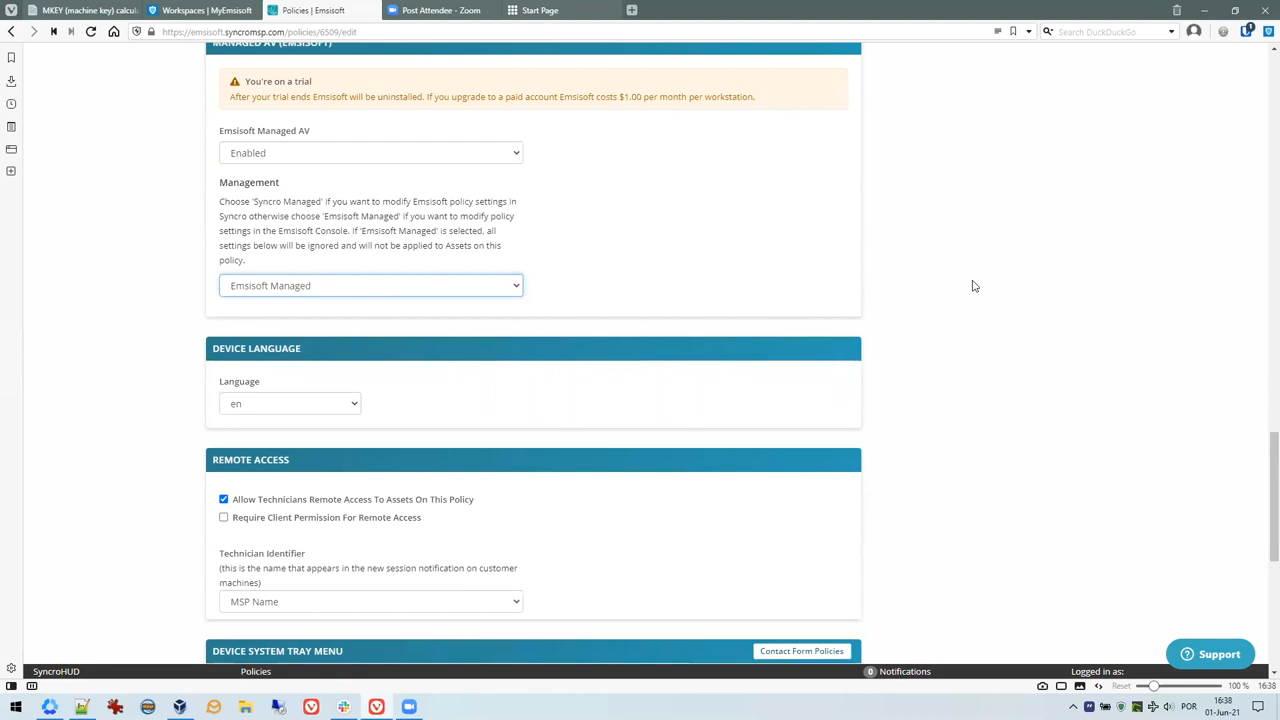 MKEY (machine key) calcul
Workspaces | MyEmsisoft
Policies | Emsisoft
Post Attendee - Zoom
Start Page
https://emsisoft.syncromsp.com/policies/6509/edit
Search DuckDuckGo
1
MANAGED AV (EMSISOFT)
You're on a trial
After your trial ends Emsisoft will be uninstalled. If you upgrade to a paid account Emsisoft costs $1.00 per month per workstation.
Emsisoft Managed AV
Enabled
Management
Choose 'Syncro Managed' if you want to modify Emsisoft policy settings in
Syncro otherwise choose 'Emsisoft Managed' if you want to modify policy
settings in the Emsisoft Console. If 'Emsisoft Managed' is selected, all
settings below will be ignored and will not be applied to Assets on this
policy.
Emsisoft Managed
DEVICE LANGUAGE
Language
en
REMOTE ACCESS
Allow Technicians Remote Access To Assets On This Policy
Require Client Permission For Remote Access
Technician Identifier
(this is the name that appears in the new session notification on customer
machines)
MSP Name
DEVICE SYSTEM TRAY MENU
Contact Form Policies
Support
SyncroHUD
Policies
0 Notifications
Logged in as:
Reset
100 %
16:38
POR
16:38
01-Jun-21